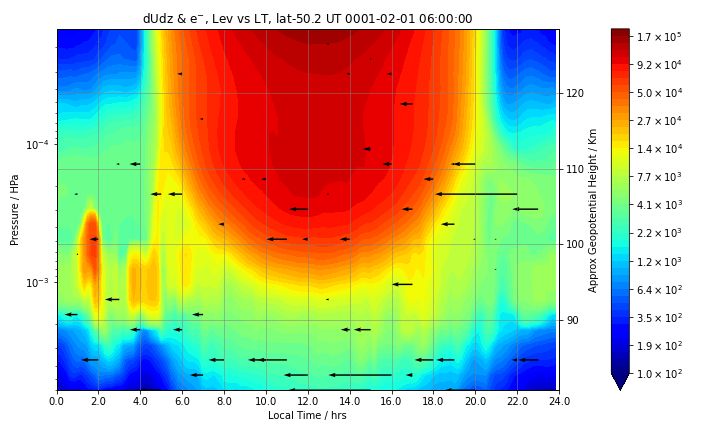 dUdz & e⁻, Lev vs LT, lat-50.2 UT 0001-02-01 06:00:00
Pressure / HPa
10⁻⁴
10⁻³
0.0 2.0 4.0 6.0 8.0 10.0 12.0 14.0 16.0 18.0 20.0 22.0 24.0
Local Time / hrs
120
110
100
90
Approx Geopotential Height / Km
1.7 × 10⁵
9.2 × 10⁴
5.0 × 10⁴
2.7 × 10⁴
1.4 × 10⁴
7.7 × 10³
4.1 × 10³
2.2 × 10³
1.2 × 10³
6.4 × 10²
3.5 × 10²
1.9 × 10²
1.0 × 10²